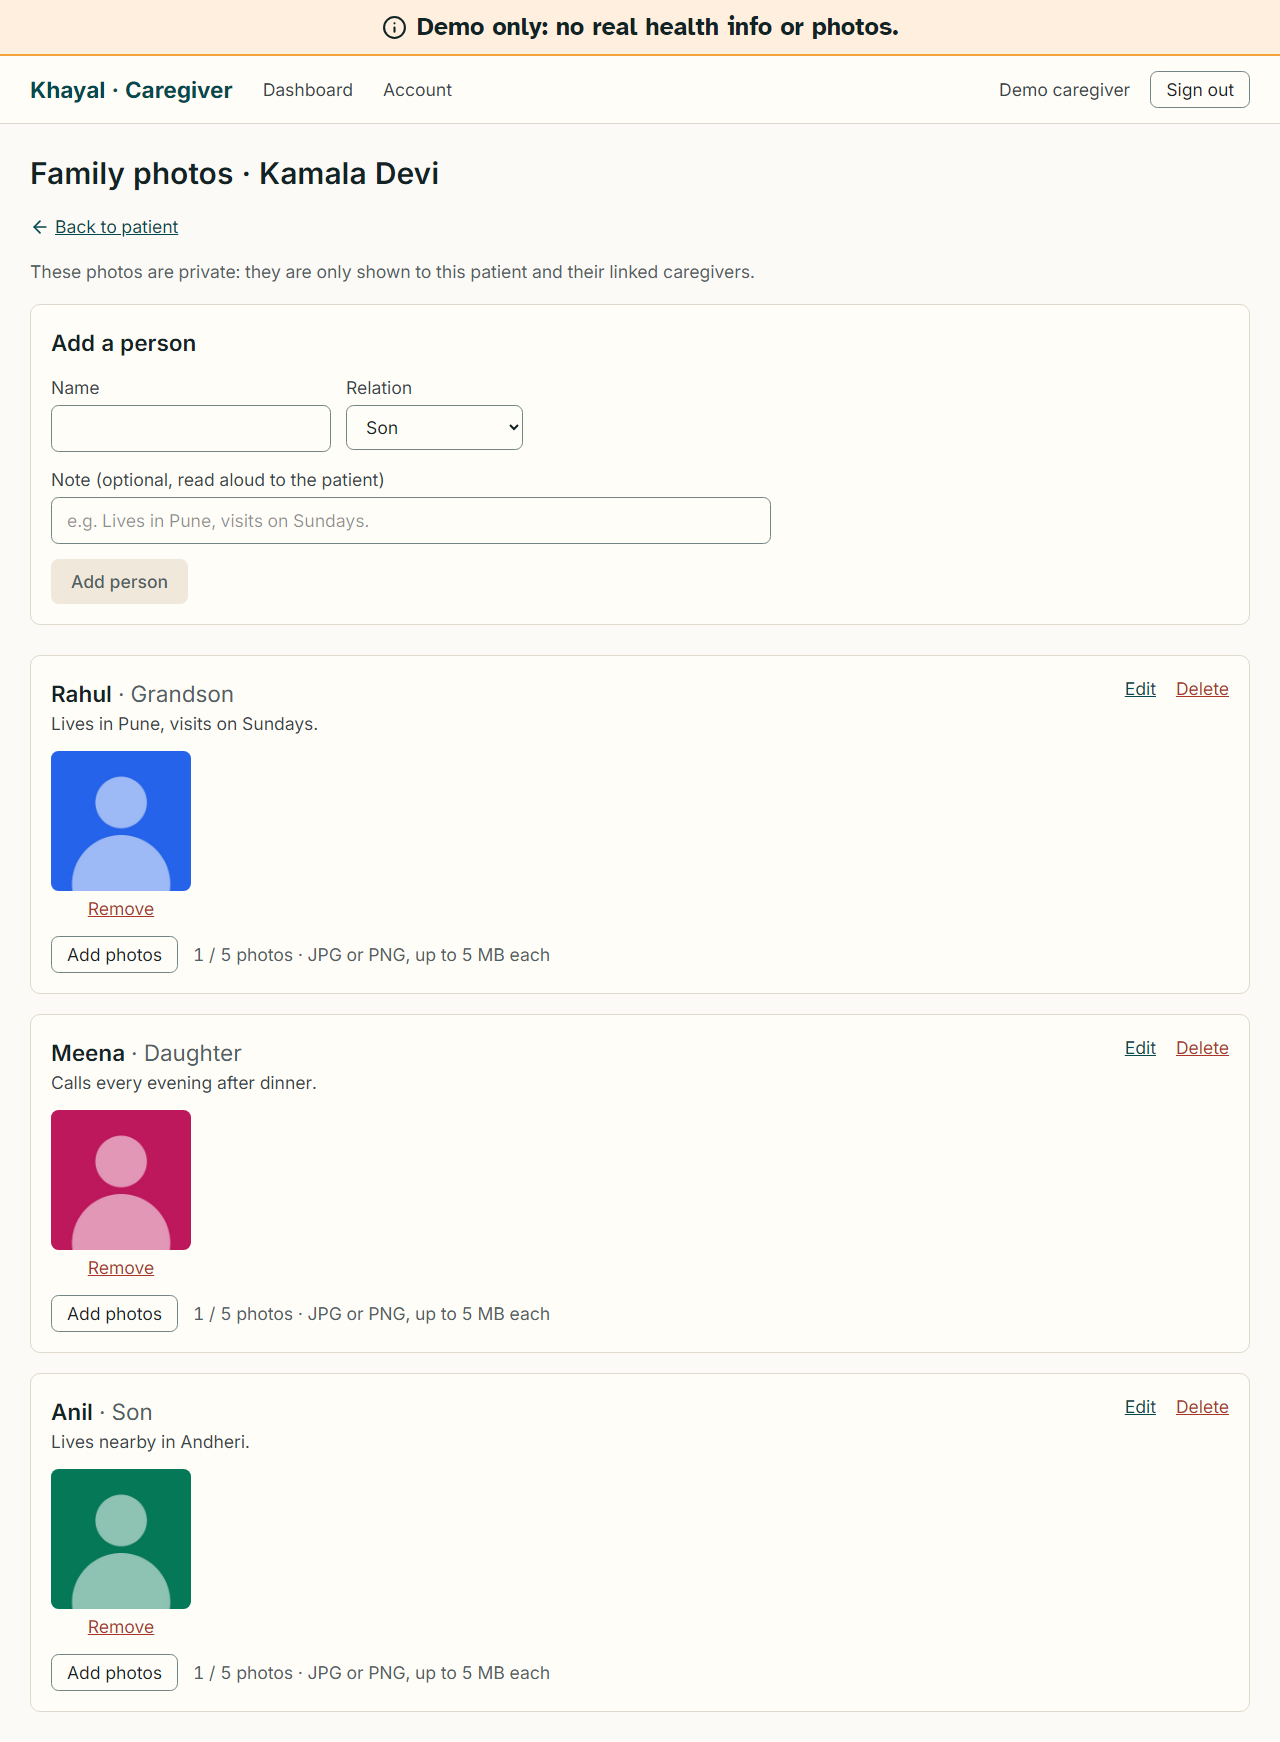 Demo only: no real health info or photos.
Khayal · Caregiver Dashboard Account Demo caregiver Sign out
Family photos · Kamala Devi
← Back to patient
These photos are private: they are only shown to this patient and their linked caregivers.
Add a person
Name Relation
Son
Note (optional, read aloud to the patient)
e.g. Lives in Pune, visits on Sundays.
Add person
Rahul · Grandson Edit Delete
Lives in Pune, visits on Sundays.
Remove
Add photos 1 / 5 photos · JPG or PNG, up to 5 MB each
Meena · Daughter Edit Delete
Calls every evening after dinner.
Remove
Add photos 1 / 5 photos · JPG or PNG, up to 5 MB each
Anil · Son Edit Delete
Lives nearby in Andheri.
Remove
Add photos 1 / 5 photos · JPG or PNG, up to 5 MB each